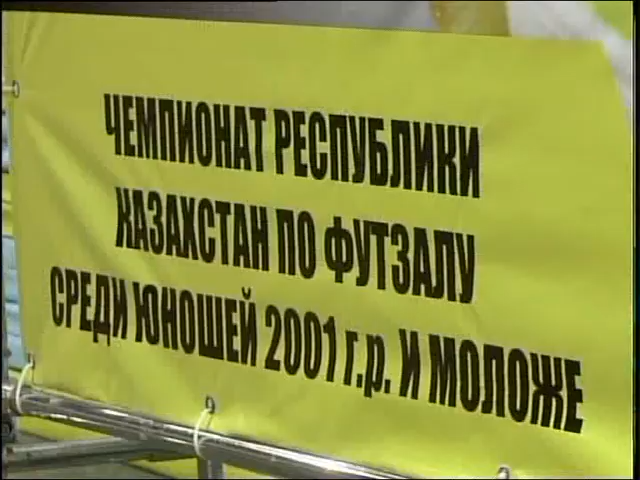 ЧЕМПИОНАТ РЕСПУБЛИКИ
КАЗАХСТАН ПО ФУТЗАЛУ
СРЕДИ ЮНОШЕЙ 2001 г.р. И МОЛОЖЕ